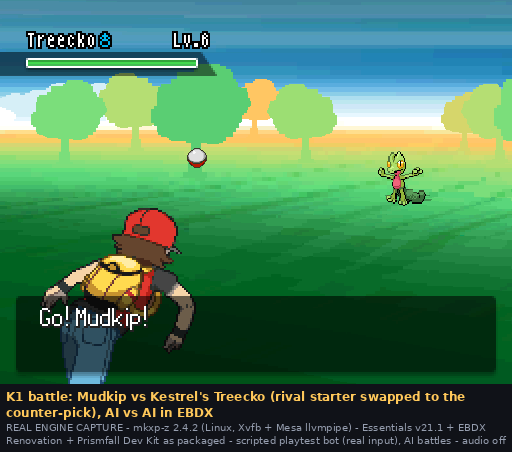 Treecko♂ Lv.6
Go! Mudkip!
K1 battle: Mudkip vs Kestrel's Treecko (rival starter swapped to the
counter-pick), AI vs AI in EBDX
REAL ENGINE CAPTURE - mkxp-z 2.4.2 (Linux, Xvfb + Mesa llvmpipe) - Essentials v21.1 + EBDX
Renovation + Prismfall Dev Kit as packaged - scripted playtest bot (real input), AI battles - audio off